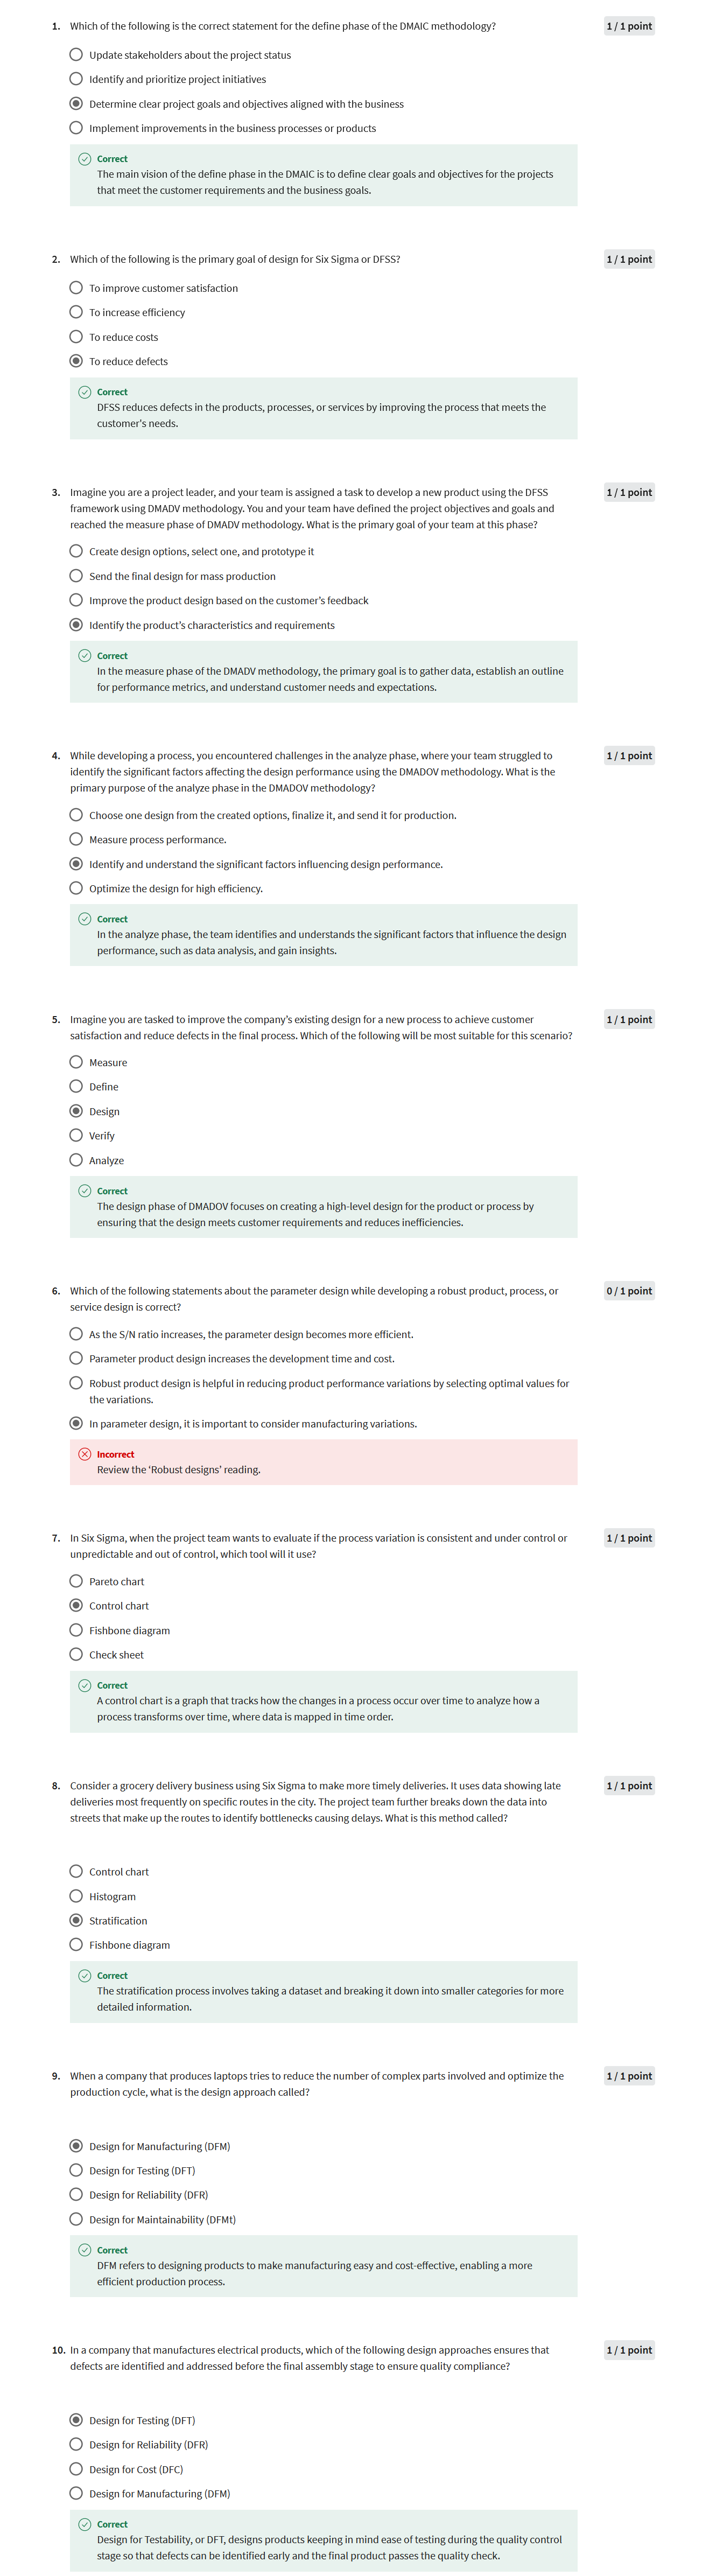 1. Which of the following is the correct statement for the define phase of the DMAIC methodology?
1 / 1 point
Update stakeholders about the project status
Identify and prioritize project initiatives
Determine clear project goals and objectives aligned with the business
Implement improvements in the business processes or products
Correct
The main vision of the define phase in the DMAIC is to define clear goals and objectives for the projects
that meet the customer requirements and the business goals.
2. Which of the following is the primary goal of design for Six Sigma or DFSS?
1 / 1 point
To improve customer satisfaction
To increase efficiency
To reduce costs
To reduce defects
Correct
DFSS reduces defects in the products, processes, or services by improving the process that meets the
customer's needs.
3. Imagine you are a project leader, and your team is assigned a task to develop a new product using the DFSS
1 / 1 point
framework using DMADV methodology. You and your team have defined the project objectives and goals and
reached the measure phase of DMADV methodology. What is the primary goal of your team at this phase?
Create design options, select one, and prototype it
Send the final design for mass production
Improve the product design based on the customer's feedback
Identify the product's characteristics and requirements
Correct
In the measure phase of the DMADV methodology, the primary goal is to gather data, establish an outline
for performance metrics, and understand customer needs and expectations.
4. While developing a process, you encountered challenges in the analyze phase, where your team struggled to
1 / 1 point
identify the significant factors affecting the design performance using the DMADOV methodology. What is the
primary purpose of the analyze phase in the DMADOV methodology?
Choose one design from the created options, finalize it, and send it for production.
Measure process performance.
Identify and understand the significant factors influencing design performance.
Optimize the design for high efficiency.
Correct
In the analyze phase, the team identifies and understands the significant factors that influence the design
performance, such as data analysis, and gain insights.
5. Imagine you are tasked to improve the company's existing design for a new process to achieve customer
1 / 1 point
satisfaction and reduce defects in the final process. Which of the following will be most suitable for this scenario?
Measure
Define
Design
Verify
Analyze
Correct
The design phase of DMADOV focuses on creating a high-level design for the product or process by
ensuring that the design meets customer requirements and reduces inefficiencies.
6. Which of the following statements about the parameter design while developing a robust product, process, or
0 / 1 point
service design is correct?
As the S/N ratio increases, the parameter design becomes more efficient.
Parameter product design increases the development time and cost.
Robust product design is helpful in reducing product performance variations by selecting optimal values for
the variations.
In parameter design, it is important to consider manufacturing variations.
Incorrect
Review the 'Robust designs' reading.
7. In Six Sigma, when the project team wants to evaluate if the process variation is consistent and under control or
1 / 1 point
unpredictable and out of control, which tool will it use?
Pareto chart
Control chart
Fishbone diagram
Check sheet
Correct
A control chart is a graph that tracks how the changes in a process occur over time to analyze how a
process transforms over time, where data is mapped in time order.
8. Consider a grocery delivery business using Six Sigma to make more timely deliveries. It uses data showing late
1 / 1 point
deliveries most frequently on specific routes in the city. The project team further breaks down the data into
streets that make up the routes to identify bottlenecks causing delays. What is this method called?
Control chart
Histogram
Stratification
Fishbone diagram
Correct
The stratification process involves taking a dataset and breaking it down into smaller categories for more
detailed information.
9. When a company that produces laptops tries to reduce the number of complex parts involved and optimize the
1 / 1 point
production cycle, what is the design approach called?
Design for Manufacturing (DFM)
Design for Testing (DFT)
Design for Reliability (DFR)
Design for Maintainability (DFMt)
Correct
DFM refers to designing products to make manufacturing easy and cost-effective, enabling a more
efficient production process.
10. In a company that manufactures electrical products, which of the following design approaches ensures that
1 / 1 point
defects are identified and addressed before the final assembly stage to ensure quality compliance?
Design for Testing (DFT)
Design for Reliability (DFR)
Design for Cost (DFC)
Design for Manufacturing (DFM)
Correct
Design for Testability, or DFT, designs products keeping in mind ease of testing during the quality control
stage so that defects can be identified early and the final product passes the quality check.